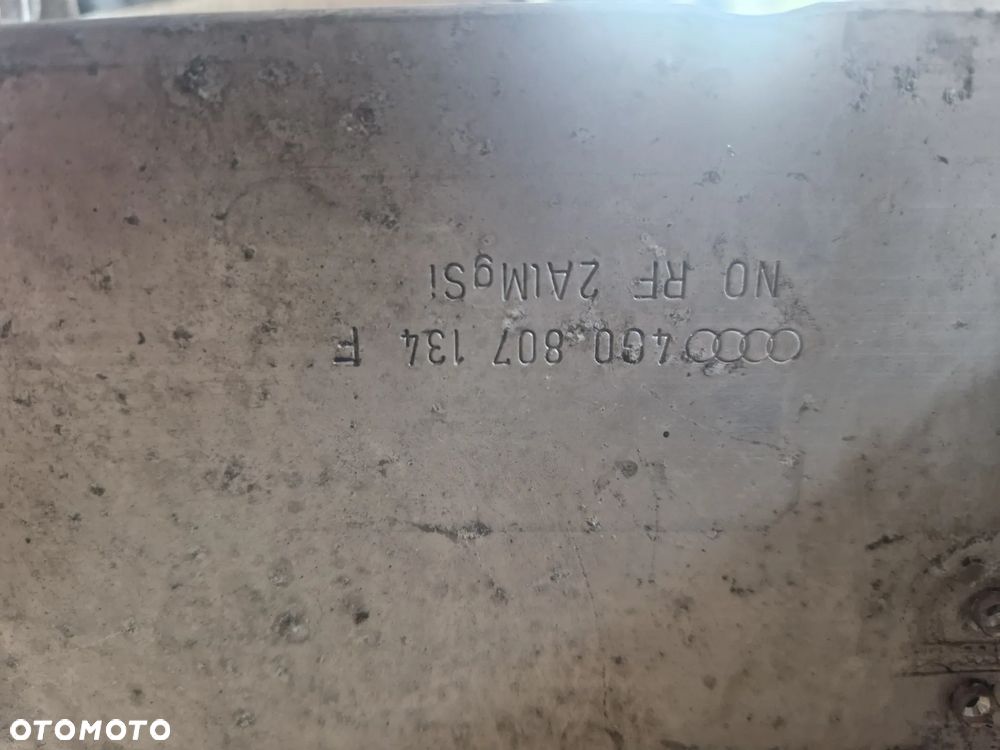 4G0 807 134 F
NO RF 2AlMgSi
OTOMOTO